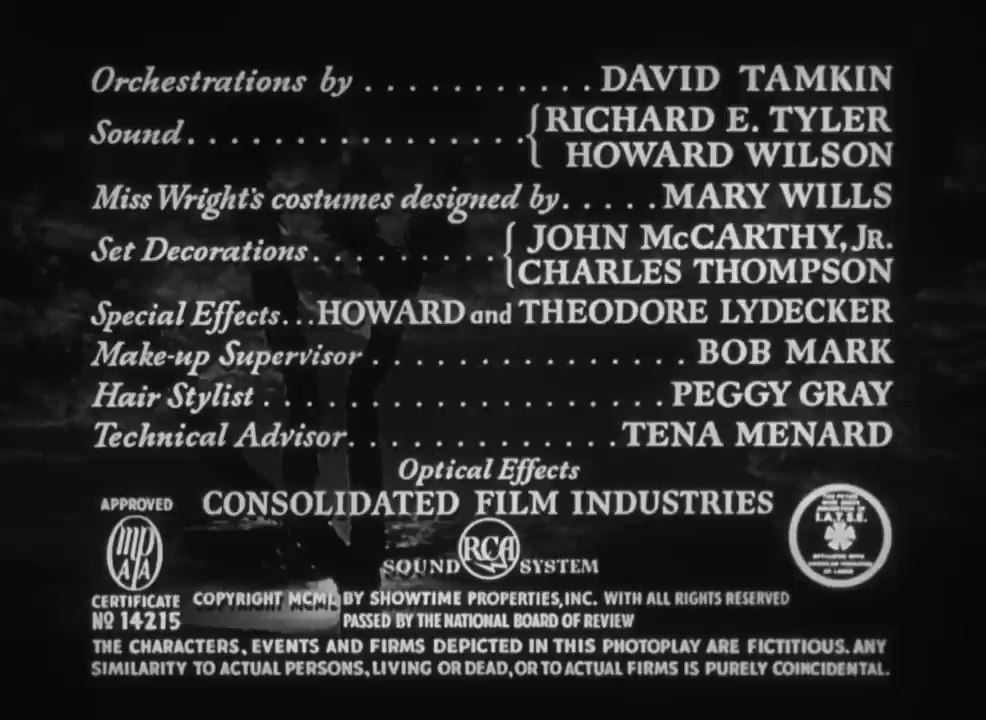 Orchestrations by . . . . . . . . . . . DAVID TAMKIN
Sound. . . . . . . . . . . . . . . . { RICHARD E. TYLER
HOWARD WILSON
Miss Wright's costumes designed by. . . . . MARY WILLS
Set Decorations. . . . . . . . . { JOHN McCARTHY, JR.
CHARLES THOMPSON
Special Effects... HOWARD and THEODORE LYDECKER
Make-up Supervisor . . . . . . . . . . . . . . . BOB MARK
Hair Stylist . . . . . . . . . . . . . . . . . . . PEGGY GRAY
Technical Advisor. . . . . . . . . . . . . TENA MENARD
Optical Effects
CONSOLIDATED FILM INDUSTRIES
APPROVED
MPAA
CERTIFICATE
Nº 14215
SOUND RCA SYSTEM
I.A.T.S.E.
COPYRIGHT MCML BY SHOWTIME PROPERTIES, INC. WITH ALL RIGHTS RESERVED
PASSED BY THE NATIONAL BOARD OF REVIEW
THE CHARACTERS, EVENTS AND FIRMS DEPICTED IN THIS PHOTOPLAY ARE FICTITIOUS. ANY
SIMILARITY TO ACTUAL PERSONS, LIVING OR DEAD, OR TO ACTUAL FIRMS IS PURELY COINCIDENTAL.